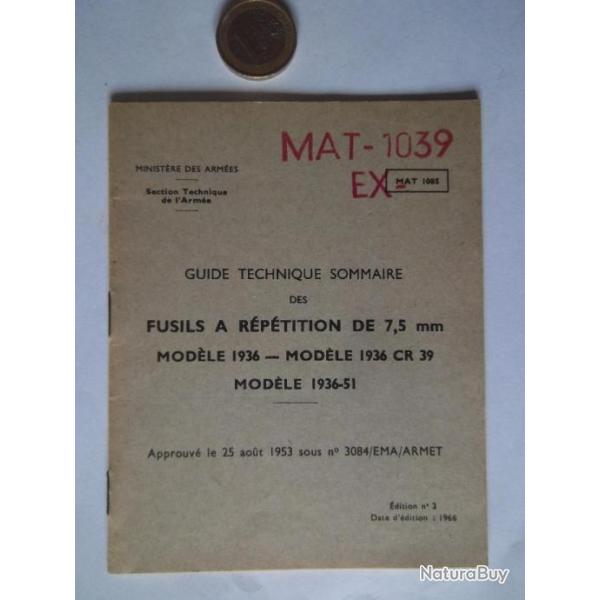 MAT-1039
EX-
MAT 1085
MINISTÈRE DES ARMÉES
Section Technique
de l'Armée
GUIDE TECHNIQUE SOMMAIRE
DES
FUSILS A RÉPÉTITION DE 7,5 mm
MODÈLE 1936 — MODÈLE 1936 CR 39
MODÈLE 1936-51
Approuvé le 25 août 1953 sous nº 3084/EMA/ARMET
Édition nº 3
Date d'édition : 1966
NaturaBuy